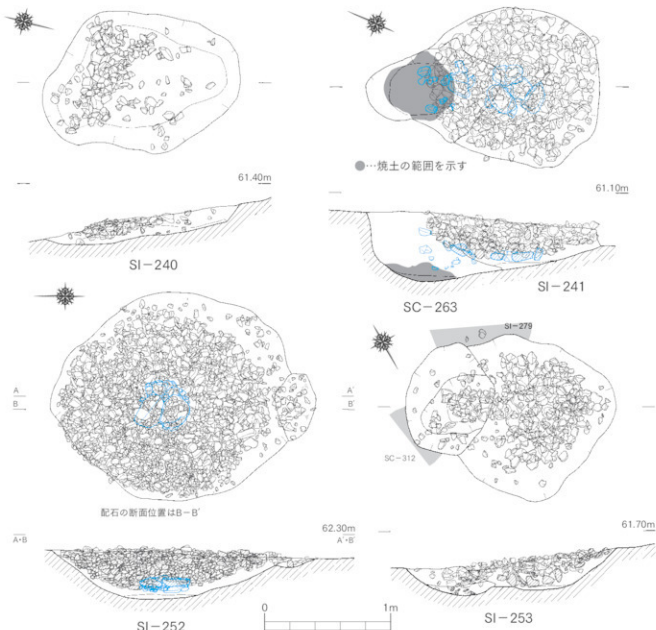 ●…焼土の範囲を示す
61.40m
61.10m
SI－240
SC－263
SI－241
SI－279
A
B
A'
B'
SC－312
配石の断面位置はB－B'
62.30m
61.70m
A・B
A'・B'
0
1m
SI－252
SI－253